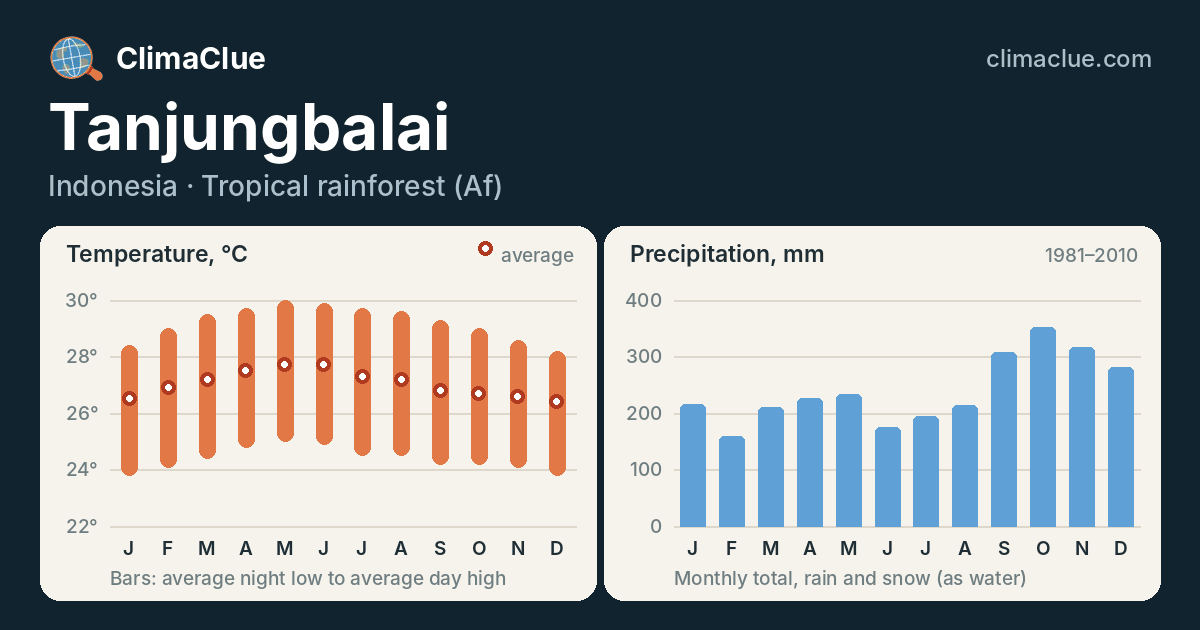 ClimaClue
climaclue.com
Tanjungbalai
Indonesia · Tropical rainforest (Af)
Temperature, °C
average
30°
28°
26°
24°
22°
J F M A M J J A S O N D
Bars: average night low to average day high
Precipitation, mm
1981–2010
400
300
200
100
0
J F M A M J J A S O N D
Monthly total, rain and snow (as water)